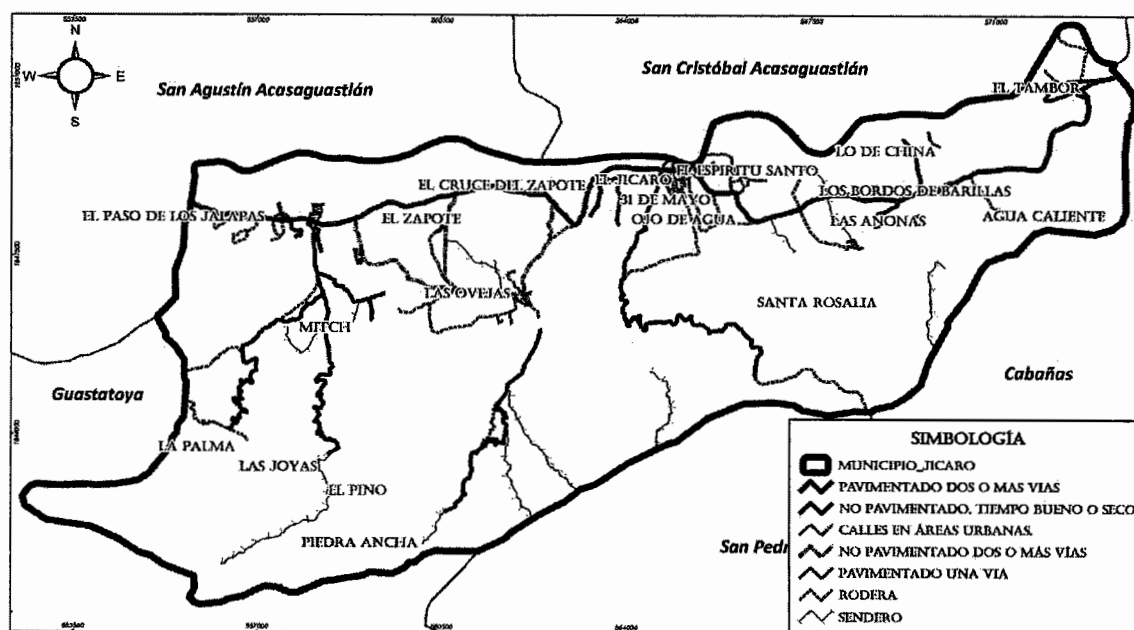 N
W E
S
San Agustín Acasaguastlán
San Cristóbal Acasaguastlán
EL TAMBOR
LO DE CHINA
EL ESPIRITU SANTO
EL JICARO
EL CRUCE DEL ZAPOTE
31 DE MAYO
LOS BORDOS DE BARILLAS
EL PASO DE LOS JALAPAS
EL ZAPOTE
OJO DE AGUA
LAS ANONAS
AGUA CALIENTE
LAS OVEJAS
SANTA ROSALIA
MITCH
Guastatoya
Cabañas
LA PALMA
LAS JOYAS
EL PINO
PIEDRA ANCHA
San Pedr
SIMBOLOGÍA
MUNICIPIO_JICARO
PAVIMENTADO DOS O MAS VIAS
NO PAVIMENTADO, TIEMPO BUENO O SECO
CALLES EN ÁREAS URBANAS.
NO PAVIMENTADO DOS O MÁS VÍAS
PAVIMENTADO UNA VIA
RODERA
SENDERO